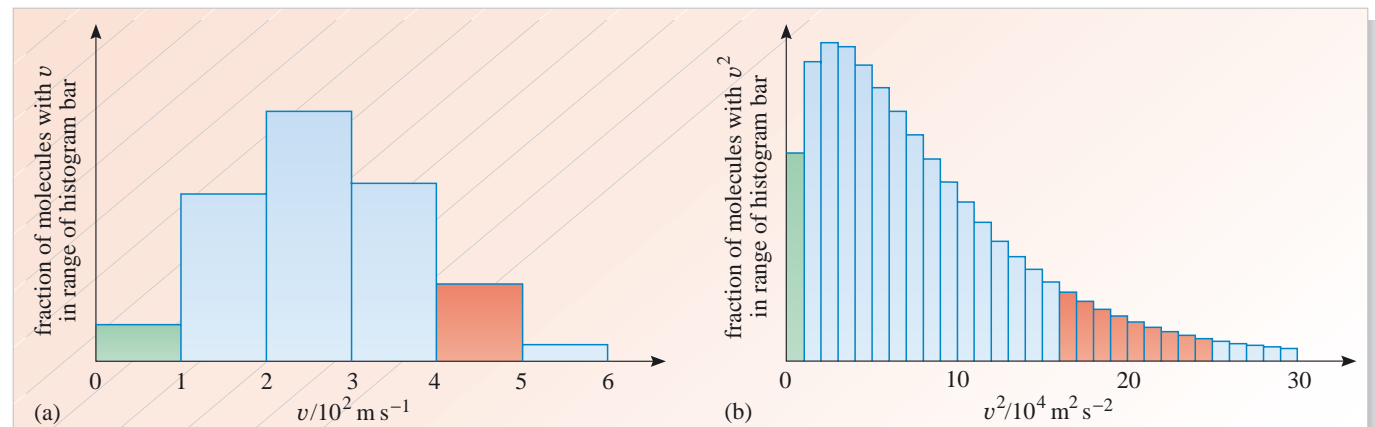 fraction of molecules with v
in range of histogram bar
0 1 2 3 4 5 6
(a) v/10² m s⁻¹
fraction of molecules with v²
in range of histogram bar
0 10 20 30
(b) v²/10⁴ m² s⁻²